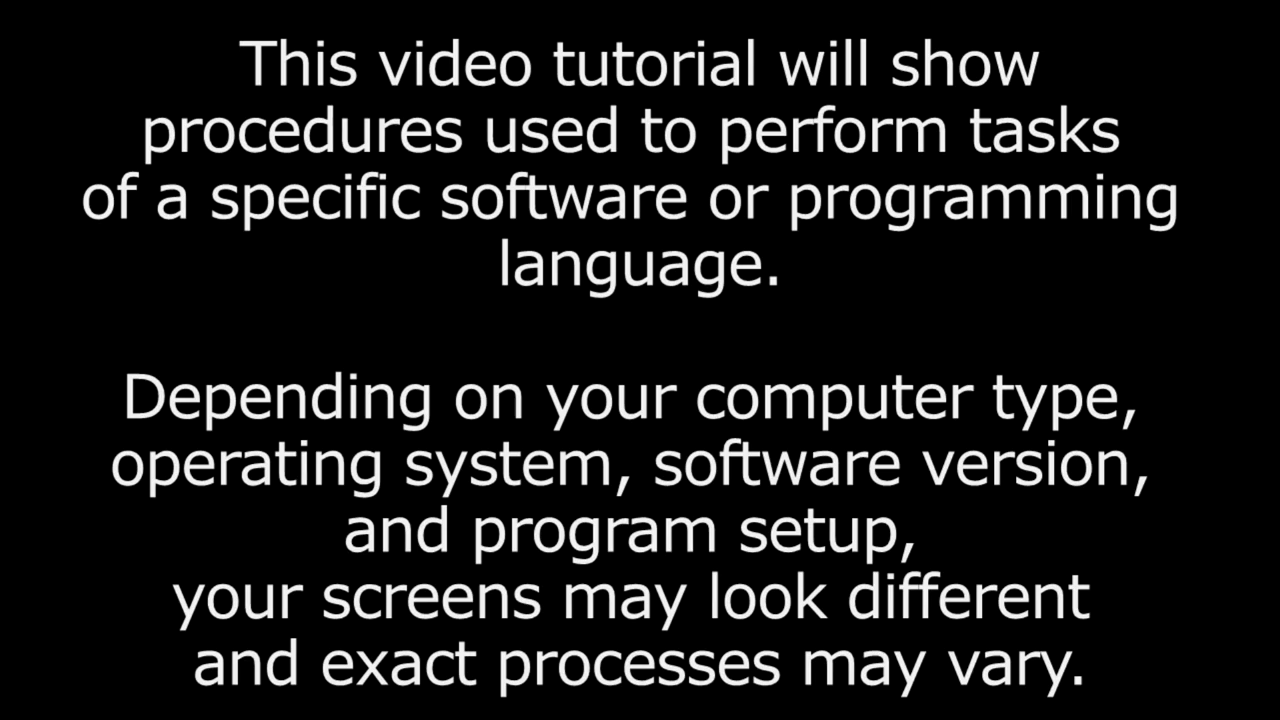 This video tutorial will show
procedures used to perform tasks
of a specific software or programming
language.
Depending on your computer type,
operating system, software version,
and program setup,
your screens may look different
and exact processes may vary.